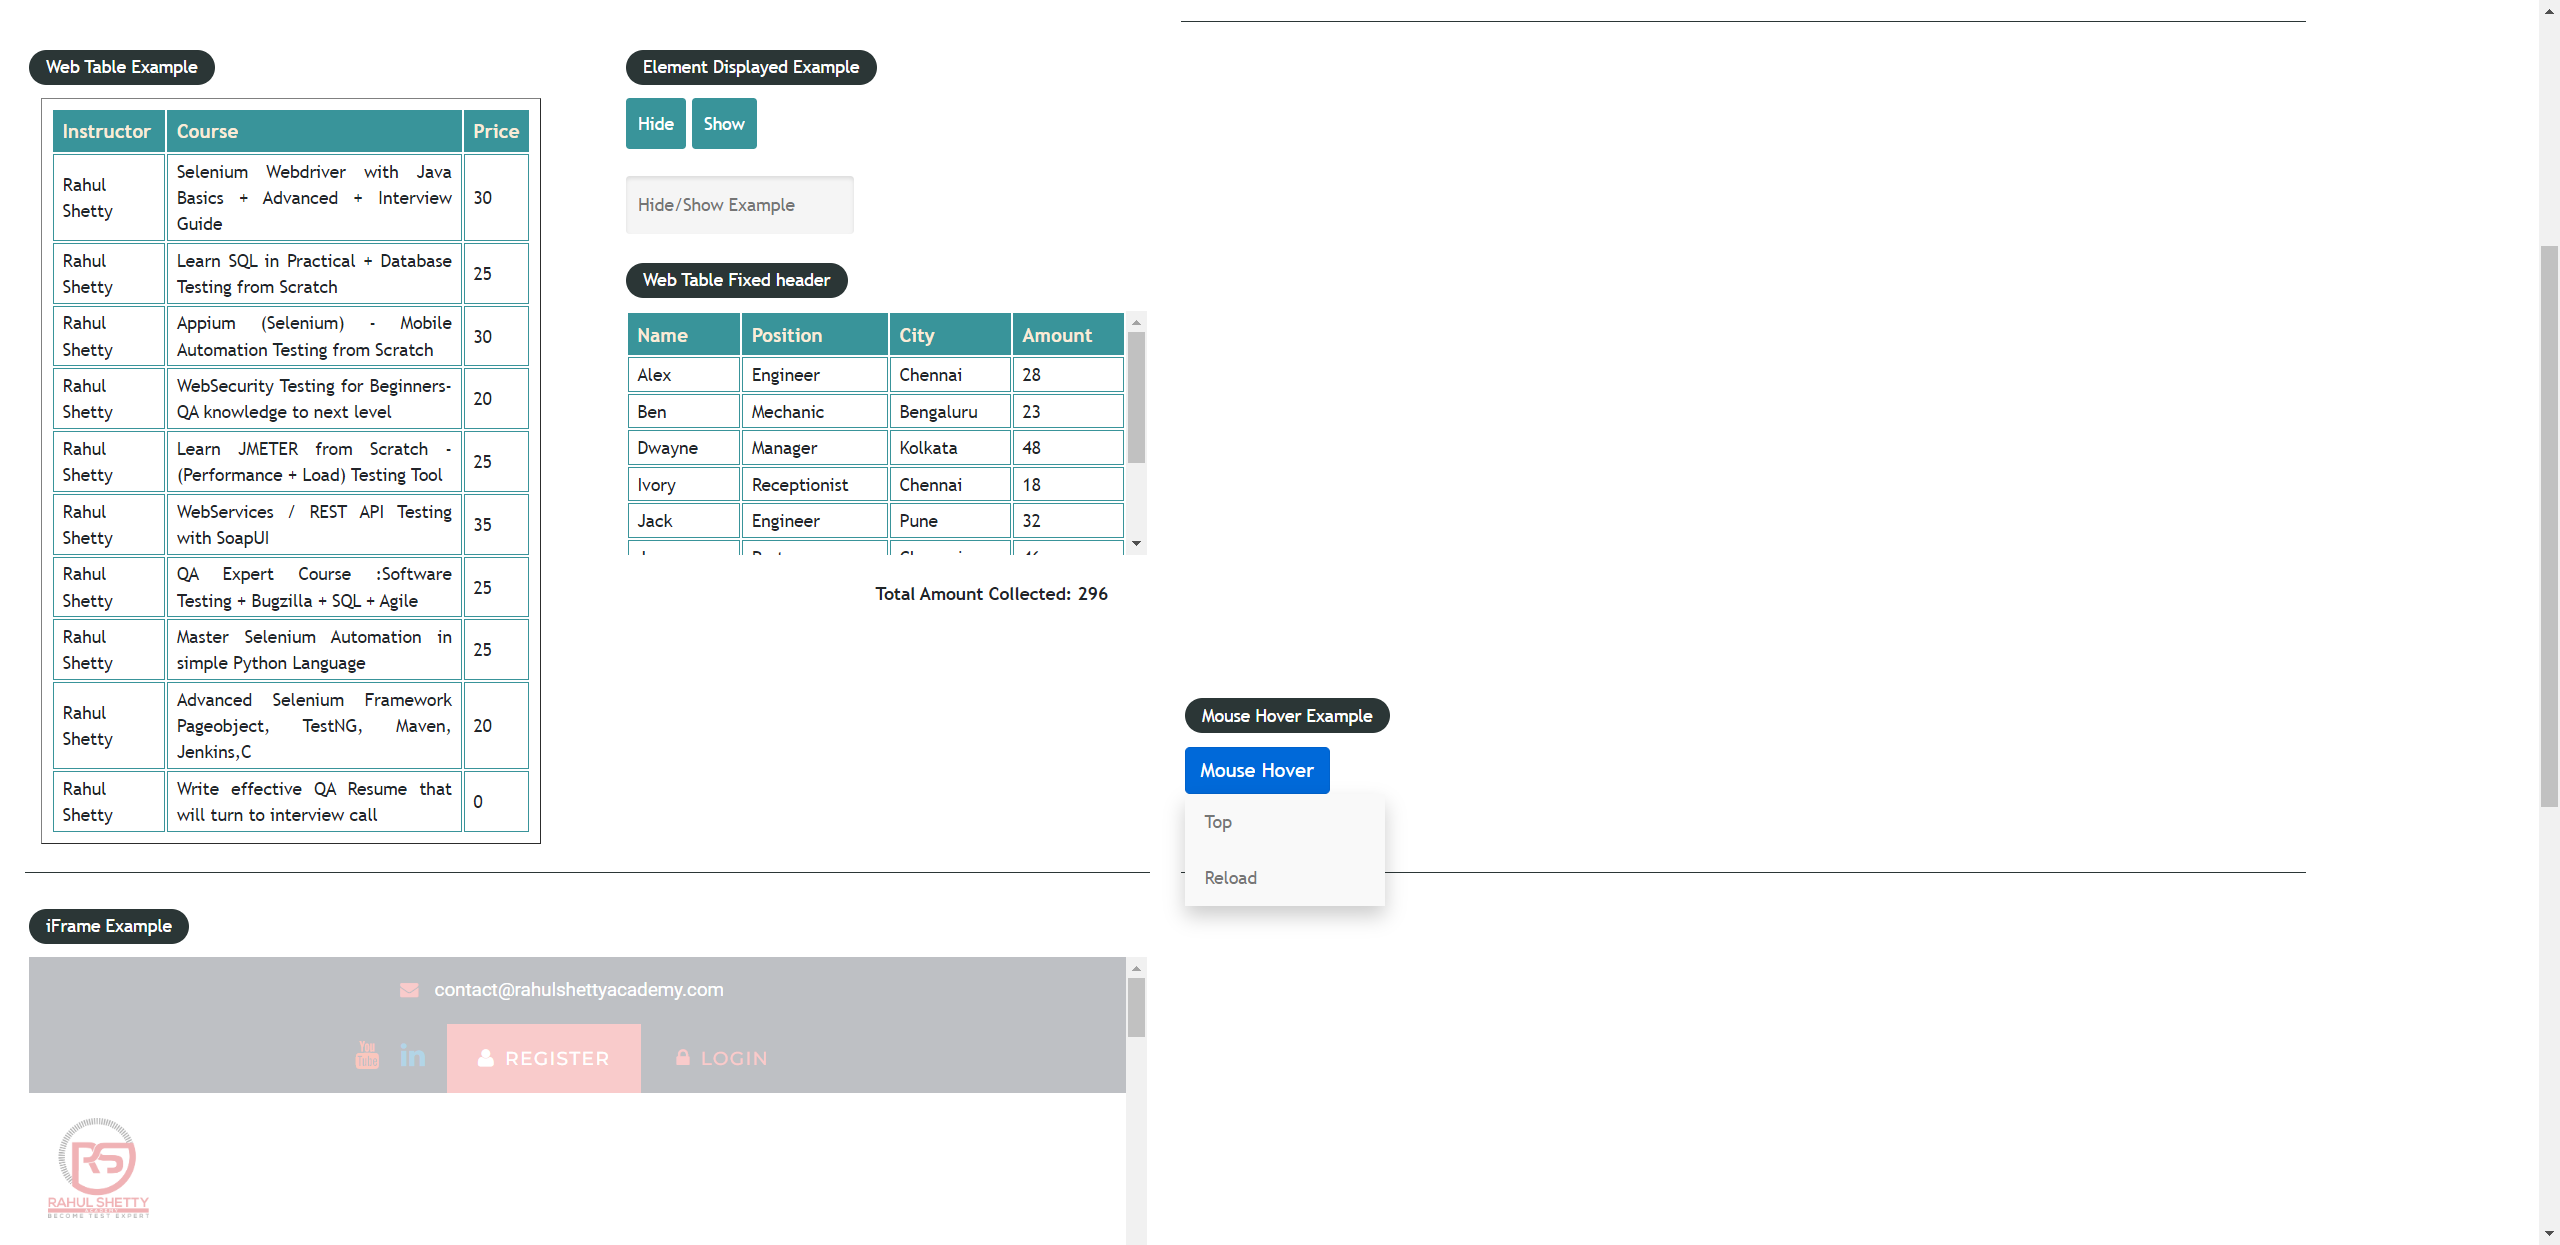 Web Table Example
Instructor Course Price
Rahul Shetty
Selenium Webdriver with Java
Basics + Advanced + Interview
Guide
30
Rahul Shetty
Learn SQL in Practical + Database
Testing from Scratch
25
Rahul Shetty
Appium (Selenium) - Mobile
Automation Testing from Scratch
30
Rahul Shetty
WebSecurity Testing for Beginners-
QA knowledge to next level
20
Rahul Shetty
Learn JMETER from Scratch -
(Performance + Load) Testing Tool
25
Rahul Shetty
WebServices / REST API Testing
with SoapUI
35
Rahul Shetty
QA Expert Course :Software
Testing + Bugzilla + SQL + Agile
25
Rahul Shetty
Master Selenium Automation in
simple Python Language
25
Rahul Shetty
Advanced Selenium Framework
Pageobject, TestNG, Maven,
Jenkins,C
20
Rahul Shetty
Write effective QA Resume that
will turn to interview call
0
Element Displayed Example
Hide Show
Hide/Show Example
Web Table Fixed header
Name Position City Amount
Alex Engineer Chennai 28
Ben Mechanic Bengaluru 23
Dwayne Manager Kolkata 48
Ivory Receptionist Chennai 18
Jack Engineer Pune 32
Total Amount Collected: 296
Mouse Hover Example
Mouse Hover
Top
Reload
iFrame Example
contact@rahulshettyacademy.com
You Tube in REGISTER LOGIN
RS
RAHUL SHETTY
ACADEMY
BECOME TEST EXPERT